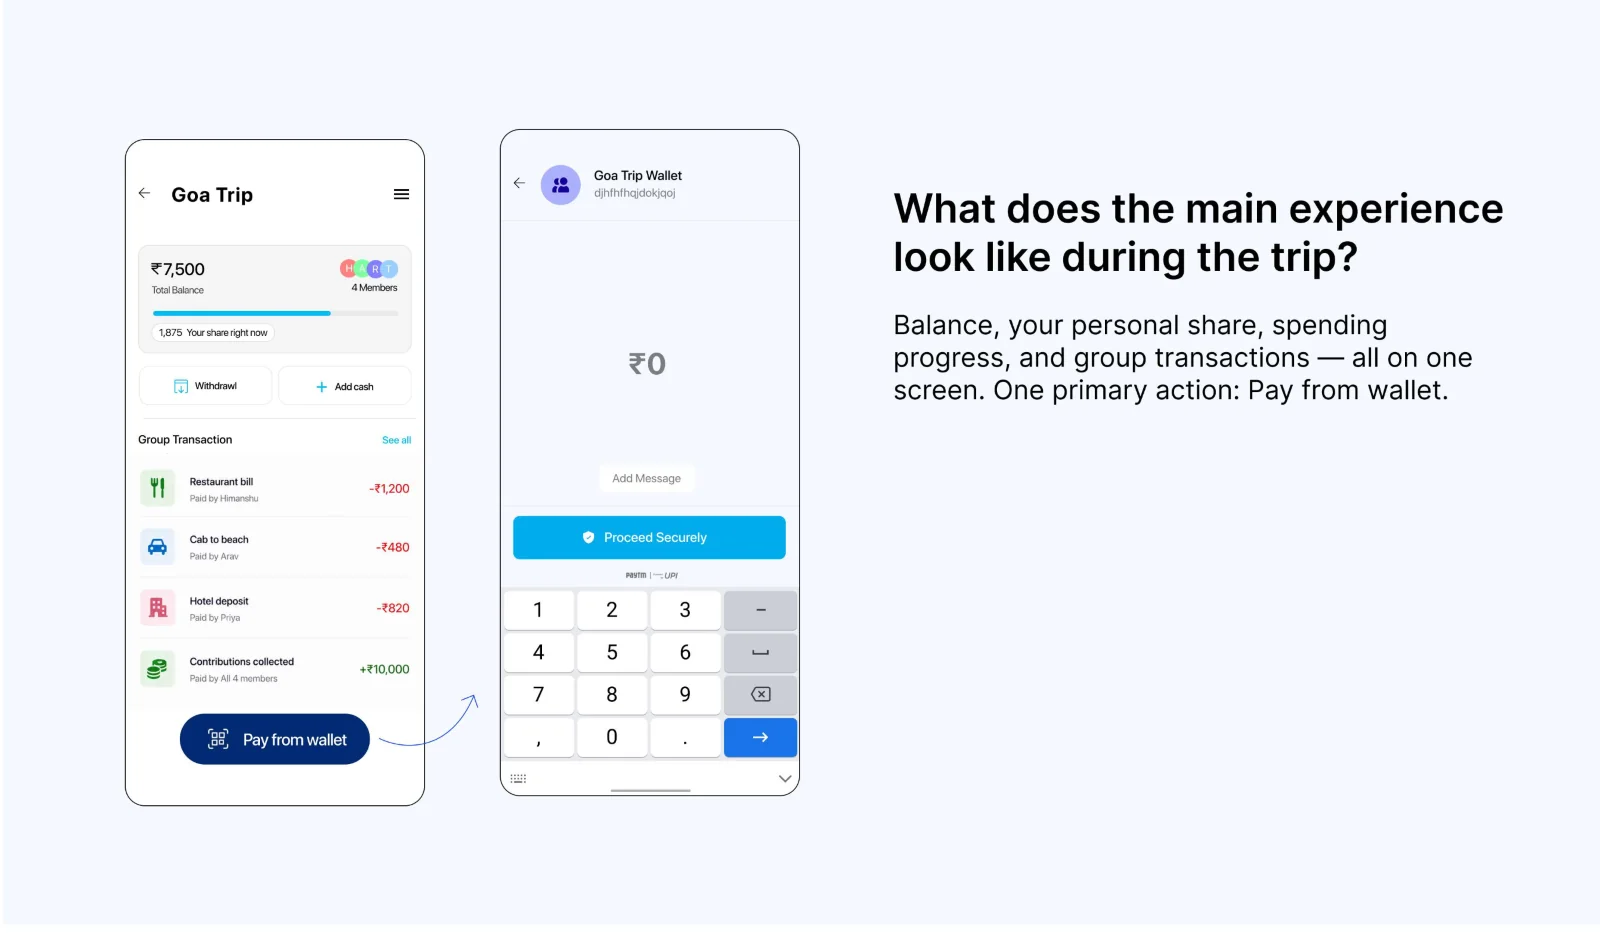 Goa Trip
₹7,500
H A R T
Total Balance
4 Members
1,875 Your share right now
Withdrawl
Add cash
Group Transaction
See all
Restaurant bill
Paid by Himanshu
-₹1,200
Cab to beach
Paid by Arav
-₹480
Hotel deposit
Paid by Priya
-₹820
Contributions collected
Paid by All 4 members
+₹10,000
Pay from wallet
Goa Trip Wallet
djhfhfhqjdokjqoj
₹0
Add Message
Proceed Securely
paytm | UPI
1 2 3 –
4 5 6
7 8 9
, 0 .
What does the main experience
look like during the trip?
Balance, your personal share, spending
progress, and group transactions — all on one
screen. One primary action: Pay from wallet.